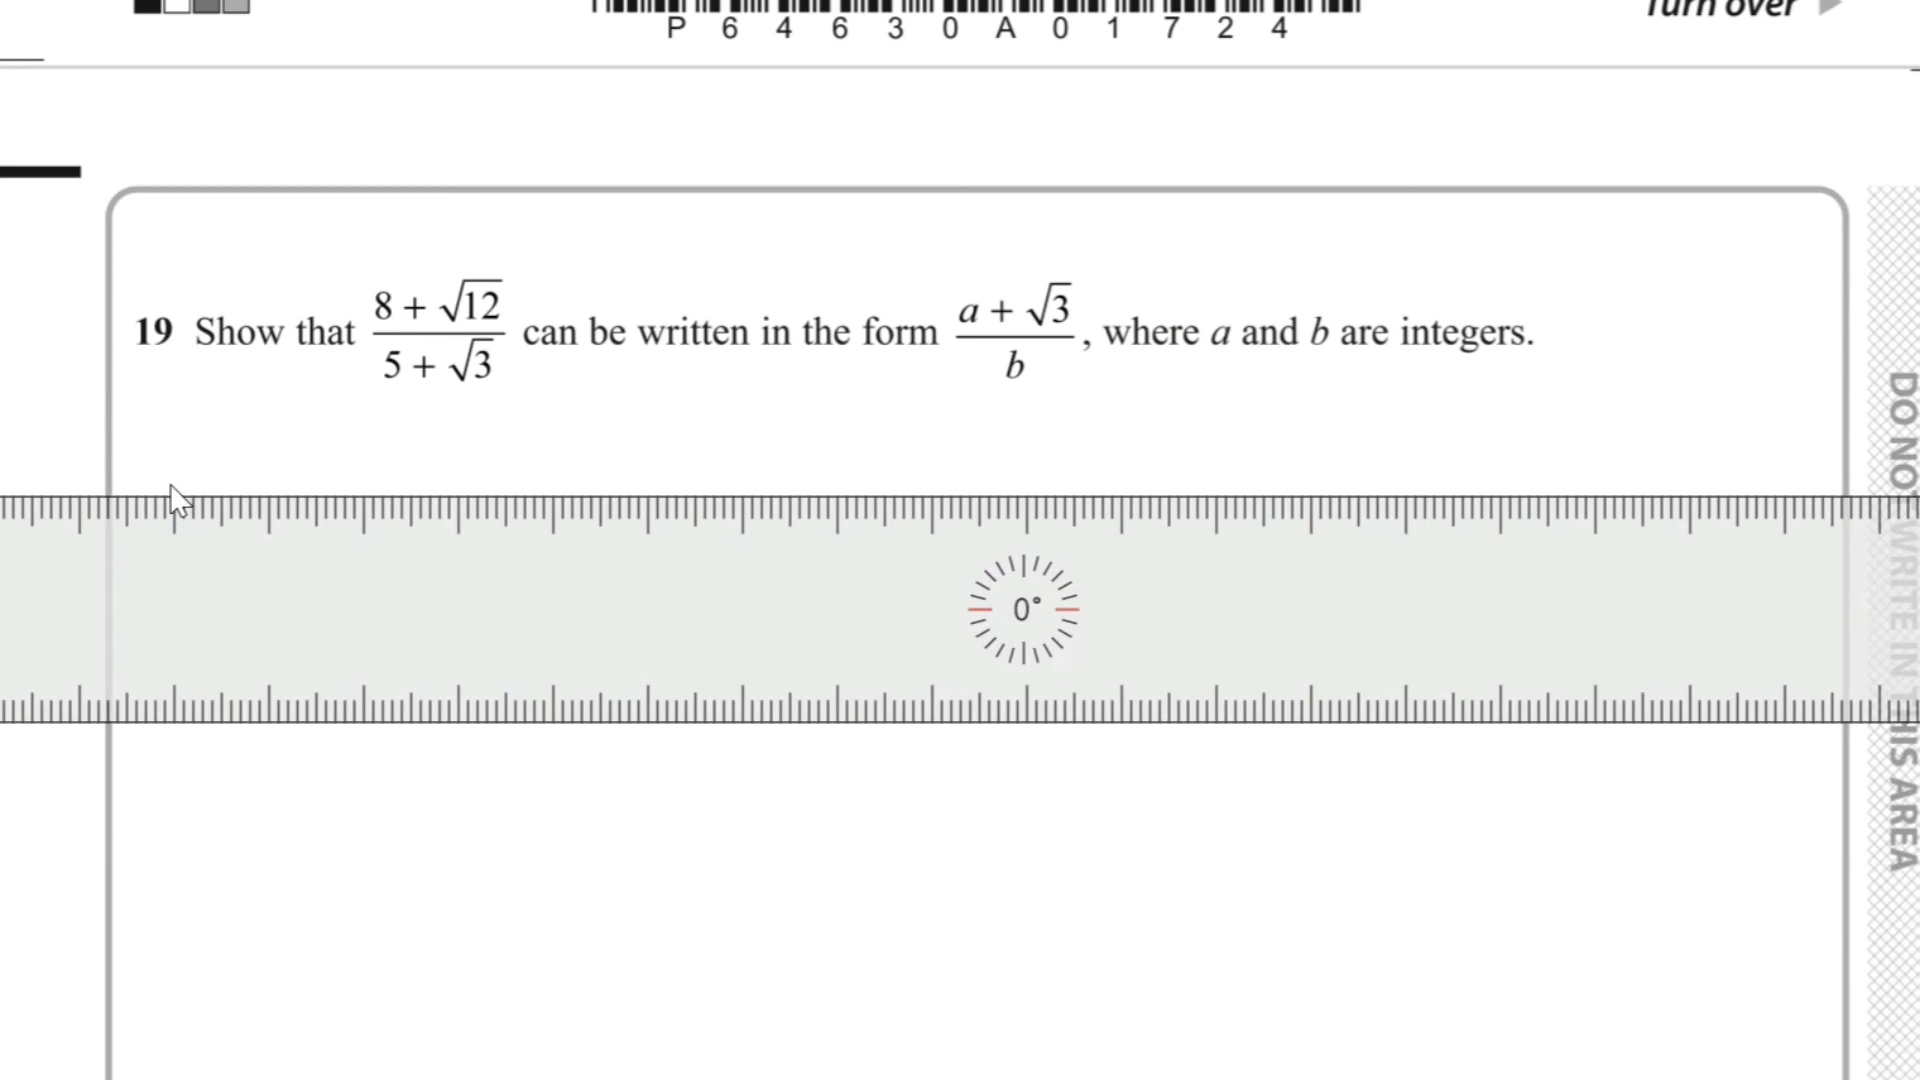 Turn over
P 6 4 6 3 0 A 0 1 7 2 4
19 Show that (8 + √12)/(5 + √3) can be written in the form (a + √3)/b, where a and b are integers.
0°
DO NOT WRITE IN THIS AREA